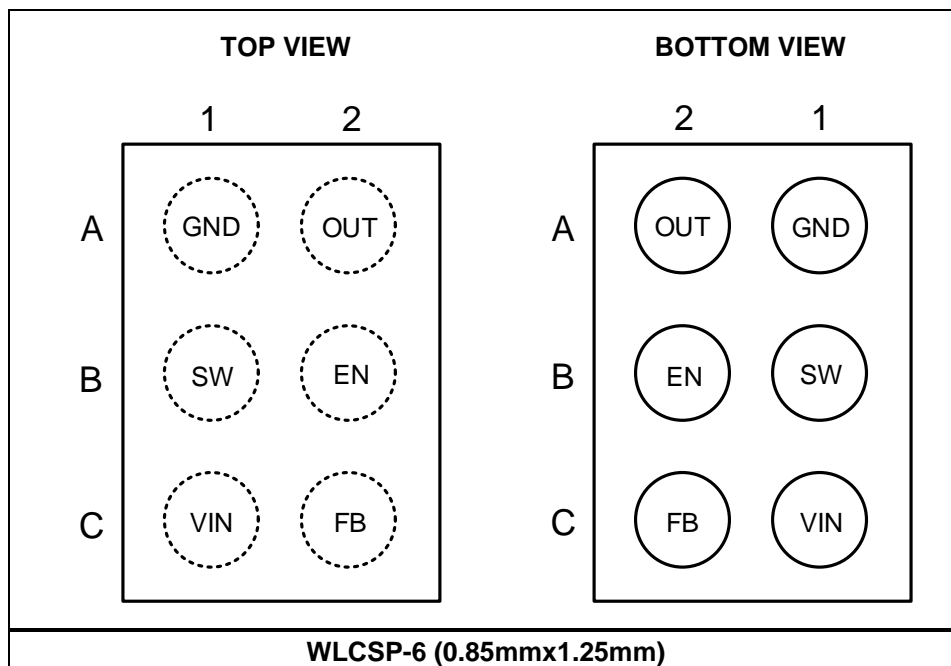 TOP VIEW BOTTOM VIEW
1 2 2 1
A GND OUT A OUT GND
B SW EN B EN SW
C VIN FB C FB VIN
WLCSP-6 (0.85mmx1.25mm)